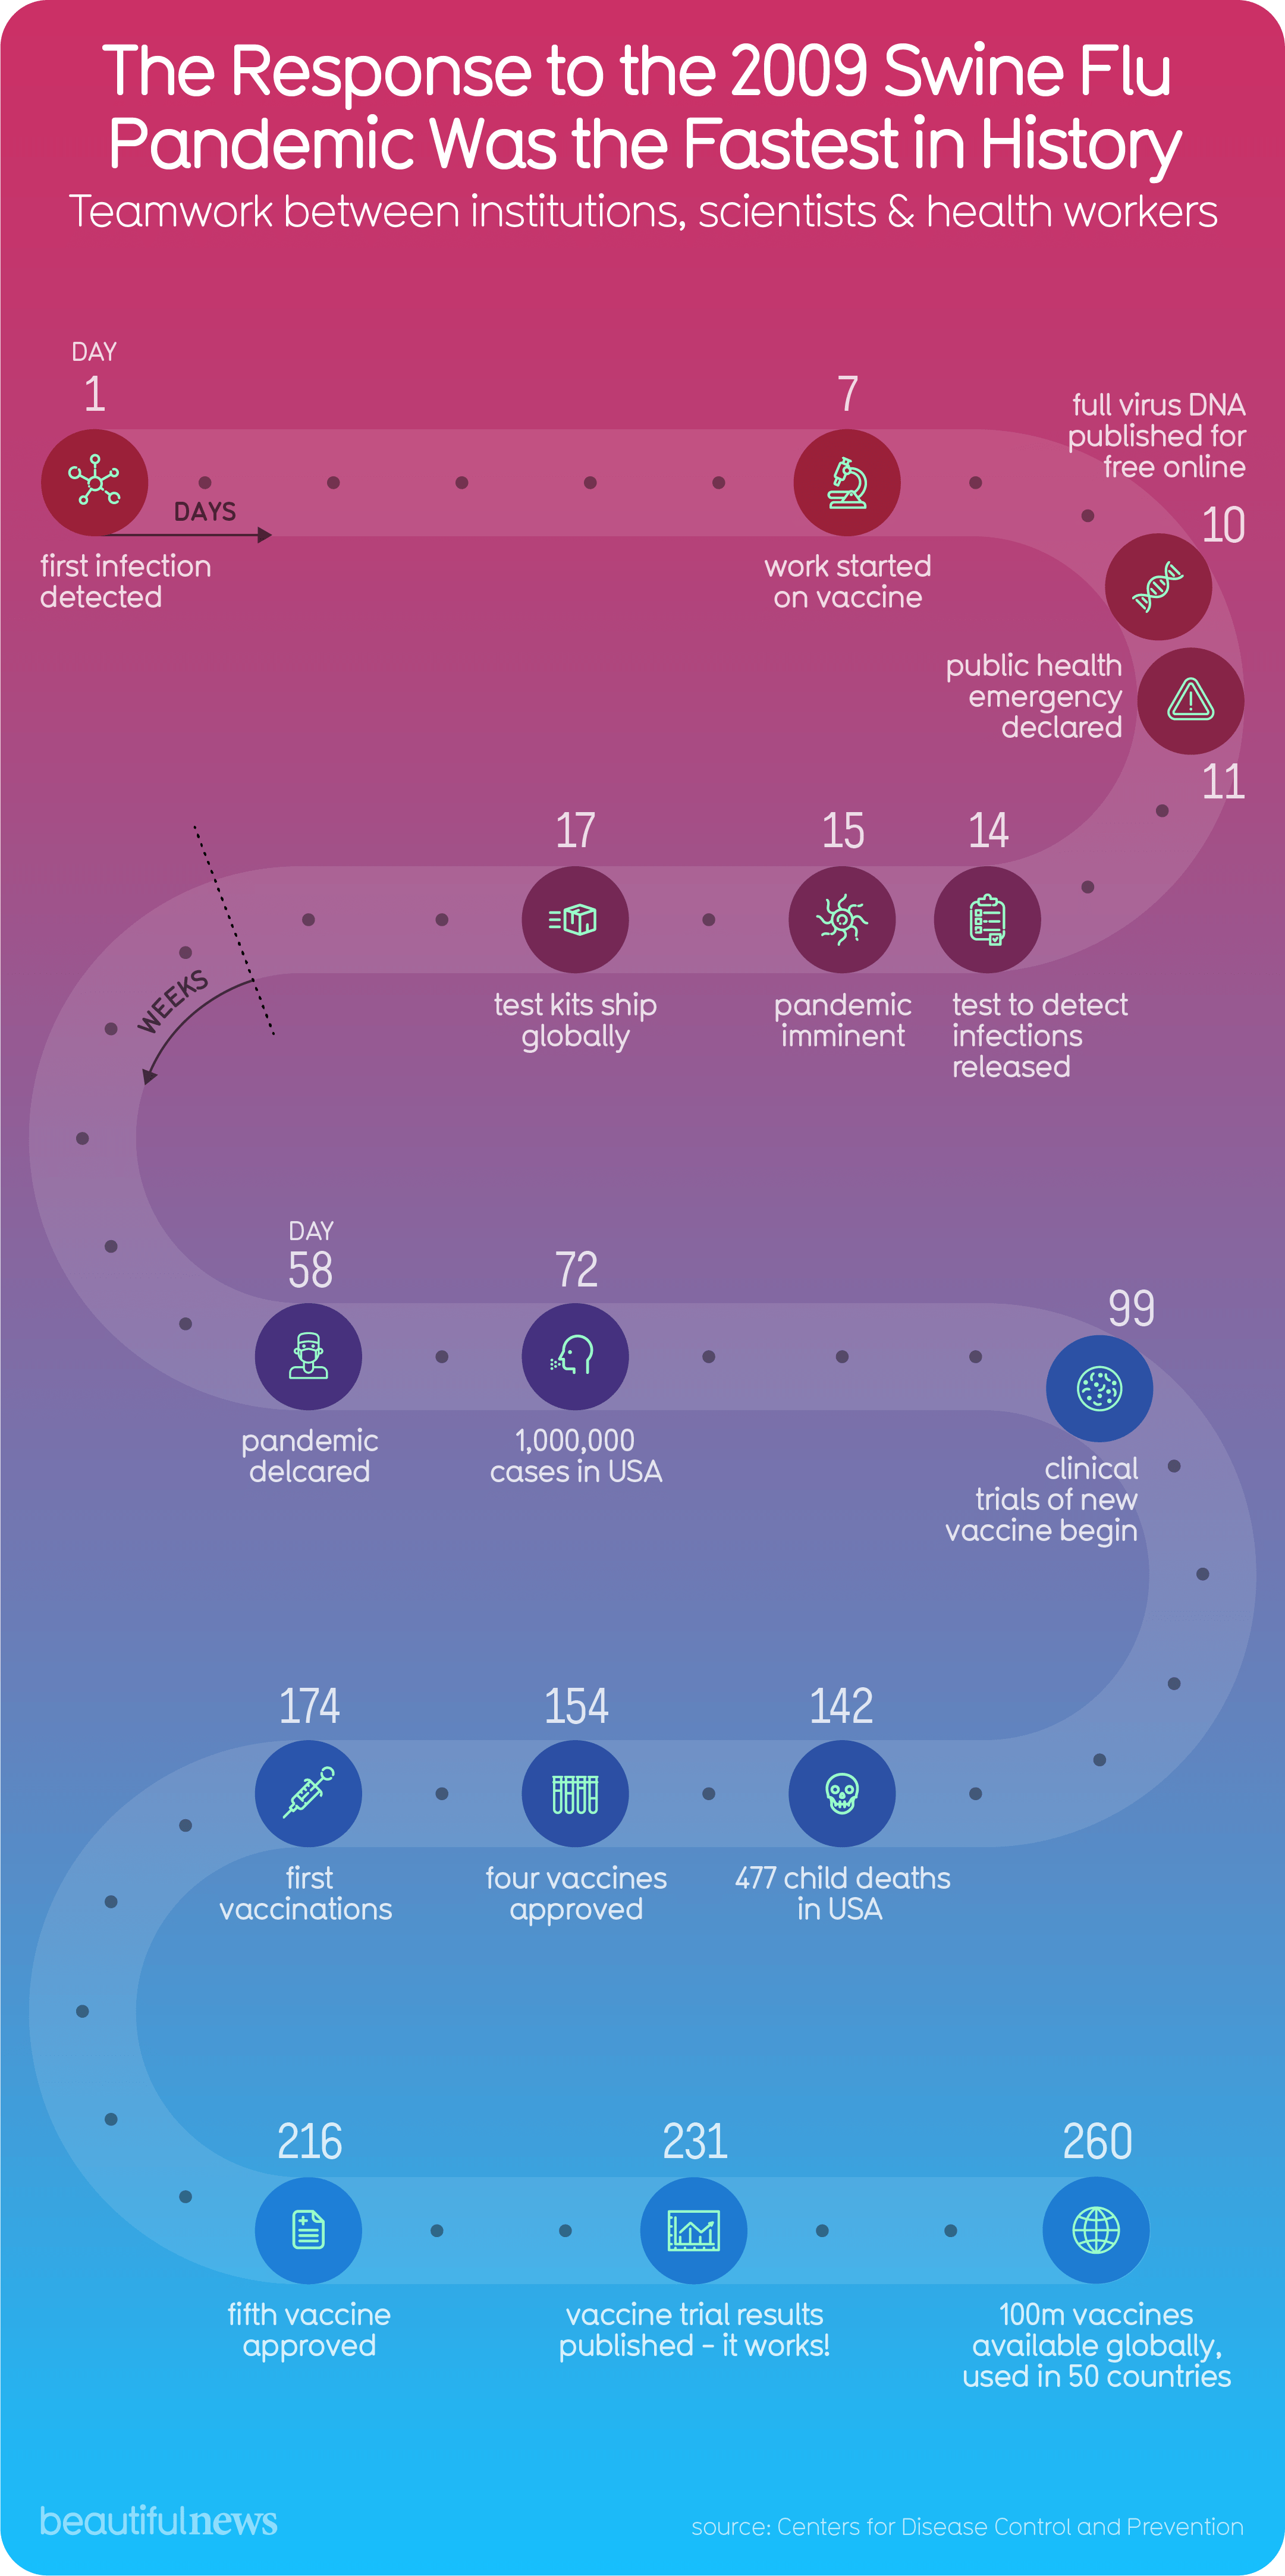 The Response to the 2009 Swine Flu
Pandemic Was the Fastest in History
Teamwork between institutions, scientists & health workers
DAY
1
first infection
detected
DAYS
7
work started
on vaccine
full virus DNA
published for
free online
10
public health
emergency
declared
11
14
test to detect
infections
released
15
pandemic
imminent
17
test kits ship
globally
WEEKS
DAY
58
pandemic
delcared
72
1,000,000
cases in USA
99
clinical
trials of new
vaccine begin
142
477 child deaths
in USA
154
four vaccines
approved
174
first
vaccinations
216
fifth vaccine
approved
231
vaccine trial results
published - it works!
260
100m vaccines
available globally,
used in 50 countries
beautifulnews
source: Centers for Disease Control and Prevention